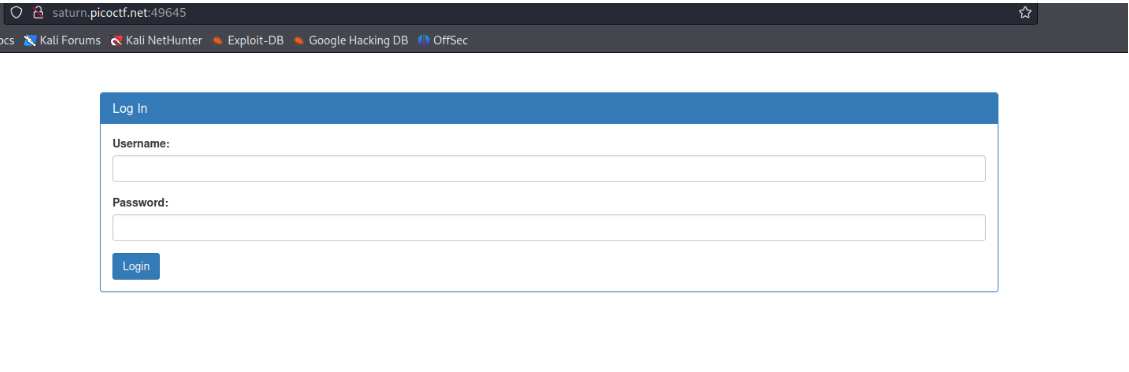 saturn.picoctf.net:49645
ocs Kali Forums Kali NetHunter Exploit-DB Google Hacking DB OffSec
Log In
Username:
Password:
Login